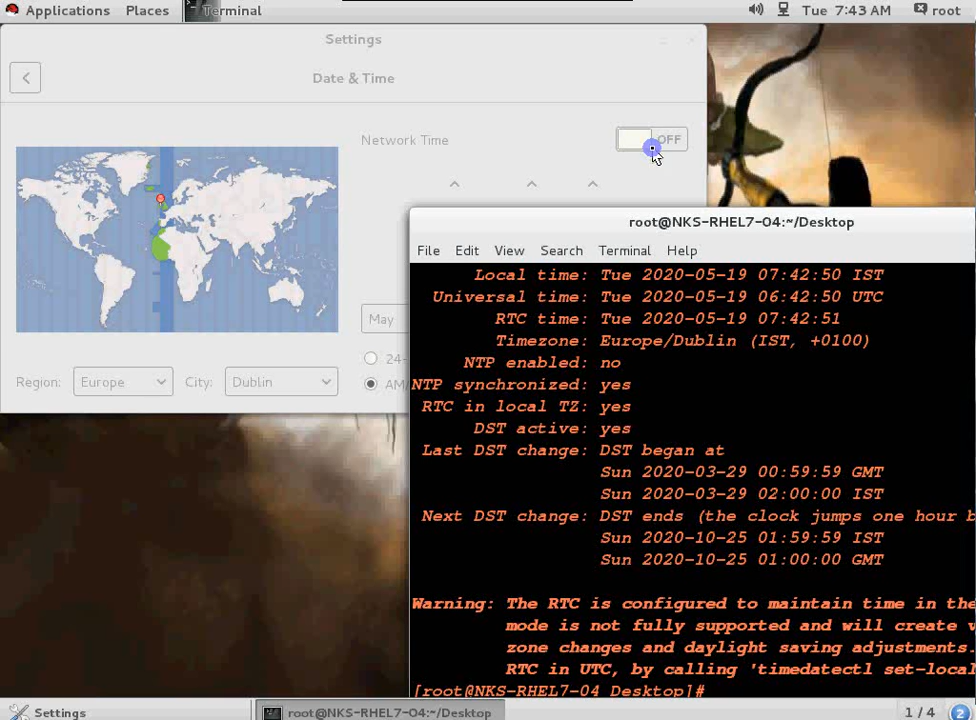 Applications Places Terminal Tue 7:43 AM root
Settings
Date & Time
Network Time OFF
root@NKS-RHEL7-04:~/Desktop
File Edit View Search Terminal Help
Local time: Tue 2020-05-19 07:42:50 IST
Universal time: Tue 2020-05-19 06:42:50 UTC
RTC time: Tue 2020-05-19 07:42:51
Timezone: Europe/Dublin (IST, +0100)
NTP enabled: no
NTP synchronized: yes
RTC in local TZ: yes
DST active: yes
Last DST change: DST began at
Sun 2020-03-29 00:59:59 GMT
Sun 2020-03-29 02:00:00 IST
Next DST change: DST ends (the clock jumps one hour b
Sun 2020-10-25 01:59:59 IST
Sun 2020-10-25 01:00:00 GMT
Warning: The RTC is configured to maintain time in the
mode is not fully supported and will create v
zone changes and daylight saving adjustments.
RTC in UTC, by calling 'timedatectl set-local
[root@NKS-RHEL7-04 Desktop]#
May
24-
AM/
Region: Europe City: Dublin
Settings root@NKS-RHEL7-04:~/Desktop 1 / 4 2